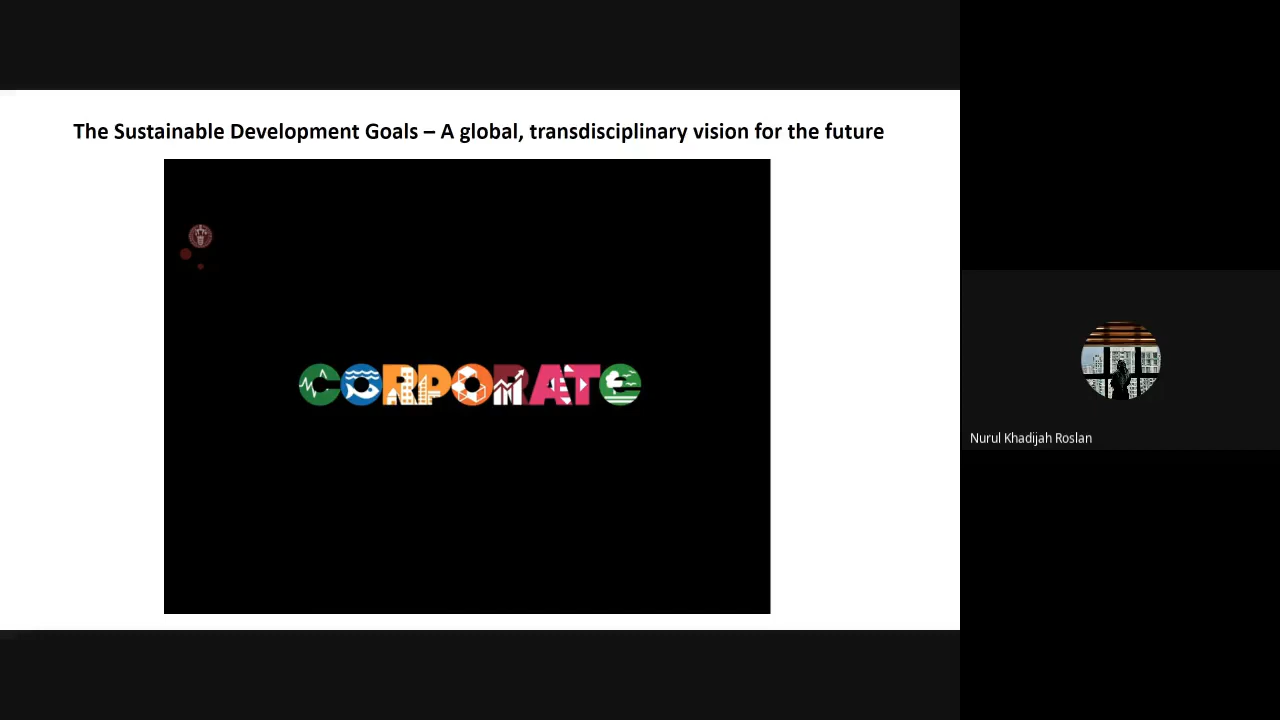 The Sustainable Development Goals – A global, transdisciplinary vision for the future
CORPORATE
Nurul Khadijah Roslan